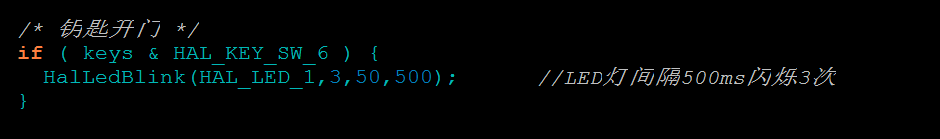 /* 钥匙开门 */
if ( keys & HAL_KEY_SW_6 ) {
HalLedBlink(HAL_LED_1,3,50,500); //LED灯间隔500ms闪烁3次
}